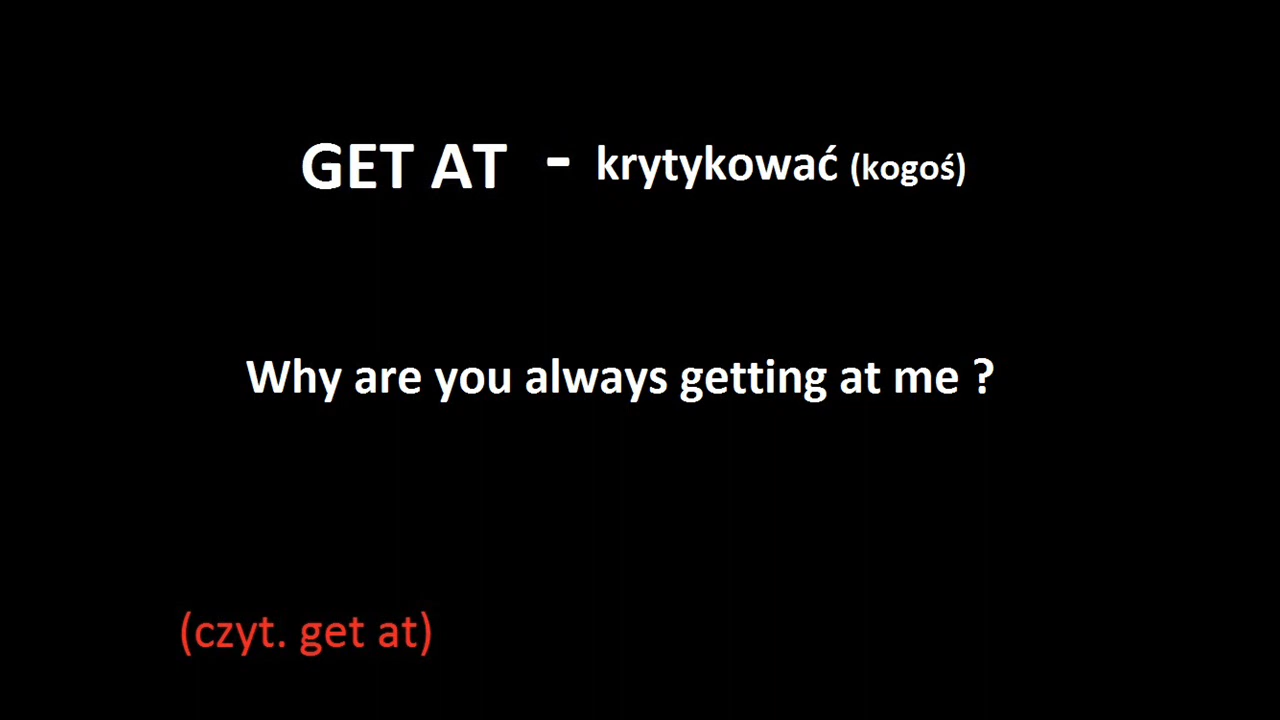 GET AT - krytykować (kogoś)
Why are you always getting at me ?
(czyt. get at)